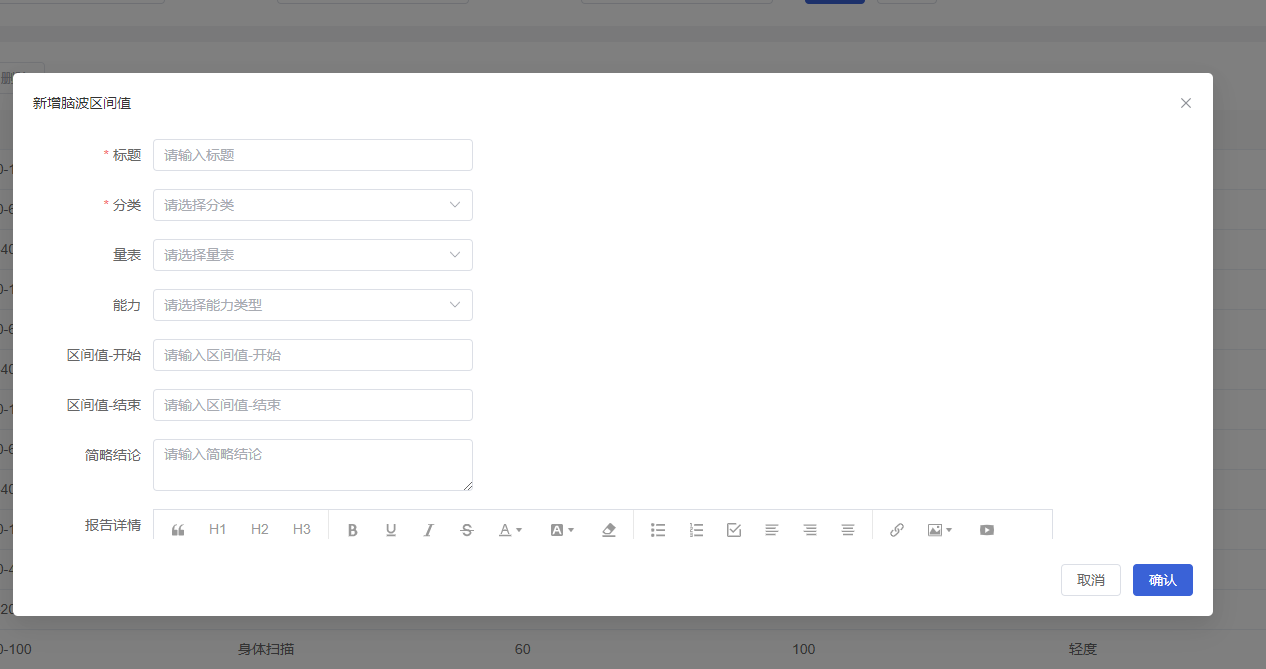 新增脑波区间值
* 标题 请输入标题
* 分类 请选择分类
量表 请选择量表
能力 请选择能力类型
区间值-开始 请输入区间值-开始
区间值-结束 请输入区间值-结束
简略结论 请输入简略结论
报告详情 H1 H2 H3 B U I S A A
取消 确认
0-100 身体扫描 60 100 轻度